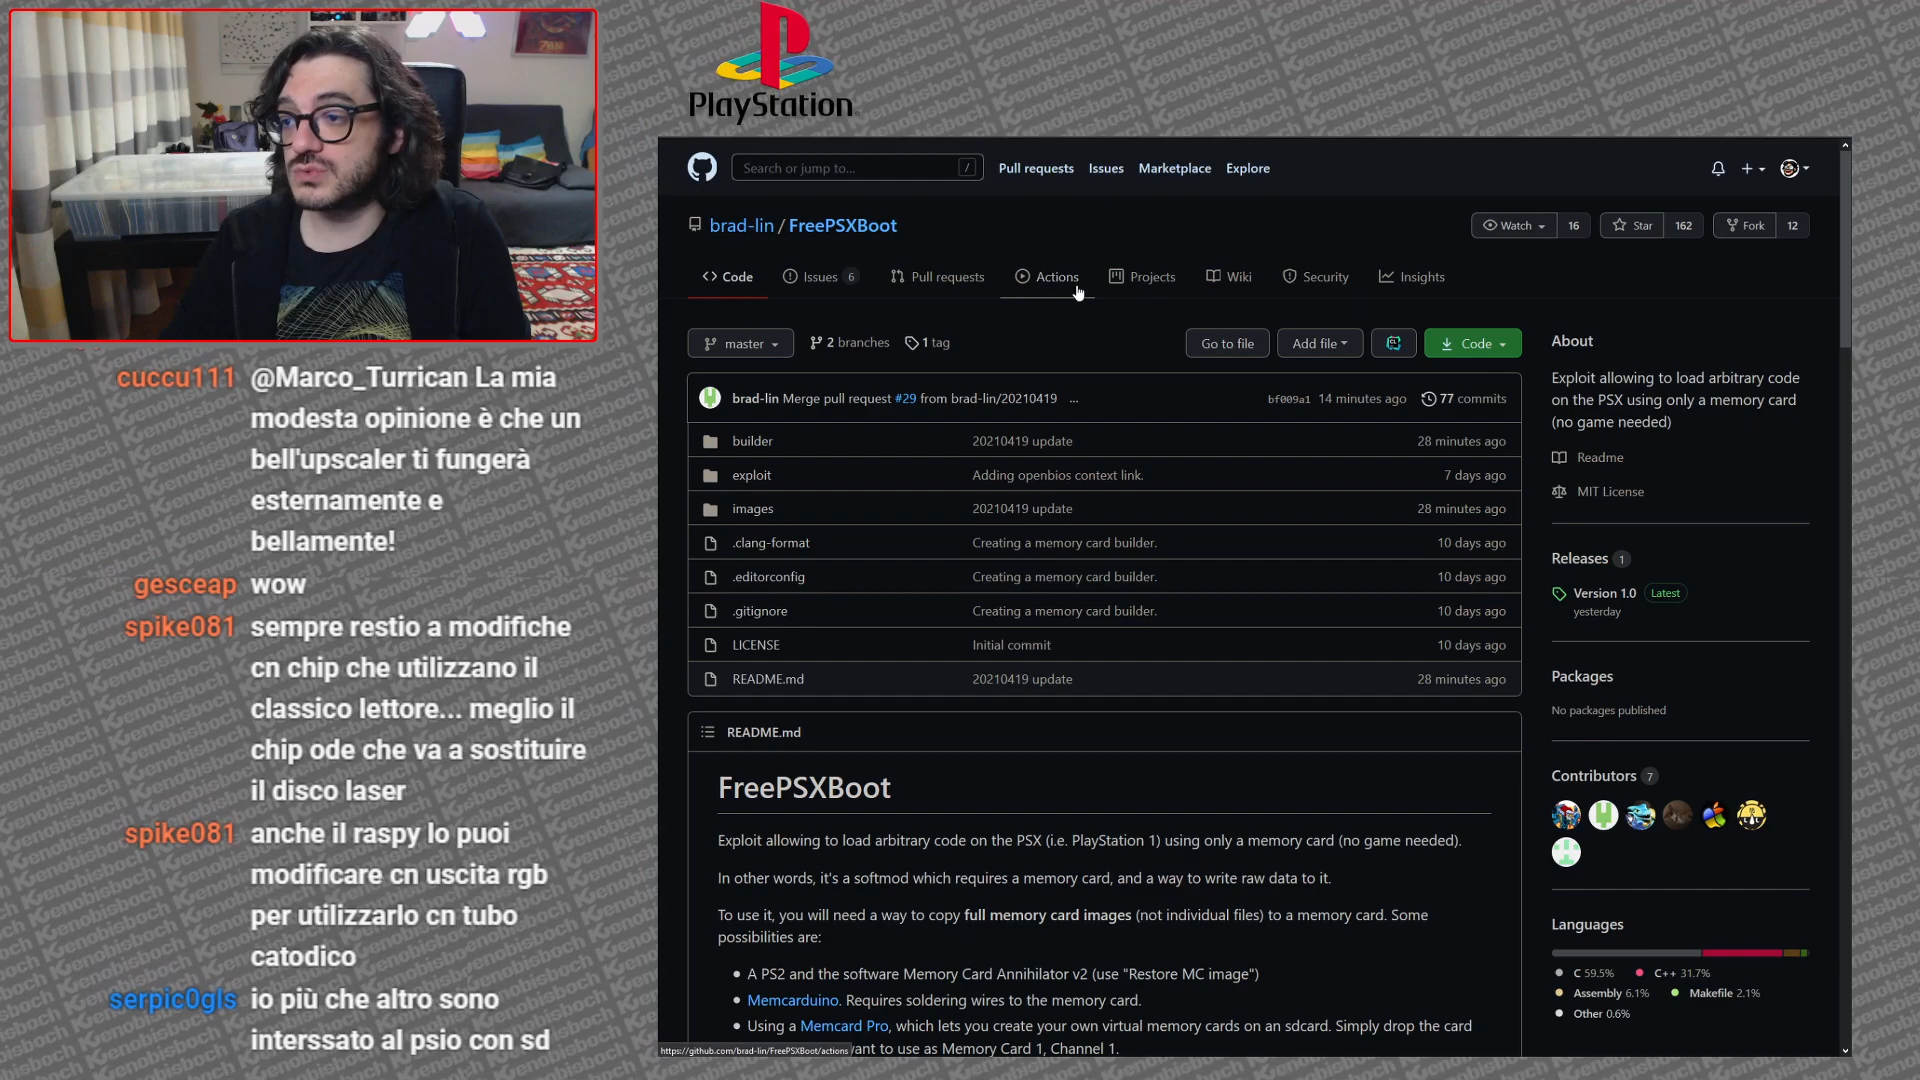 PlayStation
Search or jump to...
/
Pull requests
Issues
Marketplace
Explore
brad-lin / FreePSXBoot
Watch
16
Star
162
Fork
12
Code
Issues 6
Pull requests
Actions
Projects
Wiki
Security
Insights
master
2 branches
1 tag
Go to file
Add file
Code
brad-lin Merge pull request #29 from brad-lin/20210419 ...
bf009a1 14 minutes ago
77 commits
builder 20210419 update 28 minutes ago
exploit Adding openbios context link. 7 days ago
images 20210419 update 28 minutes ago
.clang-format Creating a memory card builder. 10 days ago
.editorconfig Creating a memory card builder. 10 days ago
.gitignore Creating a memory card builder. 10 days ago
LICENSE Initial commit 10 days ago
README.md 20210419 update 28 minutes ago
README.md
FreePSXBoot
Exploit allowing to load arbitrary code on the PSX (i.e. PlayStation 1) using only a memory card (no game needed).
In other words, it's a softmod which requires a memory card, and a way to write raw data to it.
To use it, you will need a way to copy full memory card images (not individual files) to a memory card. Some
possibilities are:
A PS2 and the software Memory Card Annihilator v2 (use "Restore MC image")
Memcarduino. Requires soldering wires to the memory card.
Using a Memcard Pro, which lets you create your own virtual memory cards on an sdcard. Simply drop the card
want to use as Memory Card 1, Channel 1.
https://github.com/brad-lin/FreePSXBoot/actions
About
Exploit allowing to load arbitrary code
on the PSX using only a memory card
(no game needed)
Readme
MIT License
Releases 1
Version 1.0 Latest
yesterday
Packages
No packages published
Contributors 7
Languages
C 59.5%
C++ 31.7%
Assembly 6.1%
Makefile 2.1%
Other 0.6%
cuccu111 @Marco_Turrican La mia
modesta opinione è che un
bell'upscaler ti fungerà
esternamente e
bellamente!
gesceap wow
spike081 sempre restio a modifiche
cn chip che utilizzano il
classico lettore... meglio il
chip ode che va a sostituire
il disco laser
spike081 anche il raspy lo puoi
modificare cn uscita rgb
per utilizzarlo cn tubo
catodico
serpic0gls io più che altro sono
interssato al psio con sd
Kenobisboch